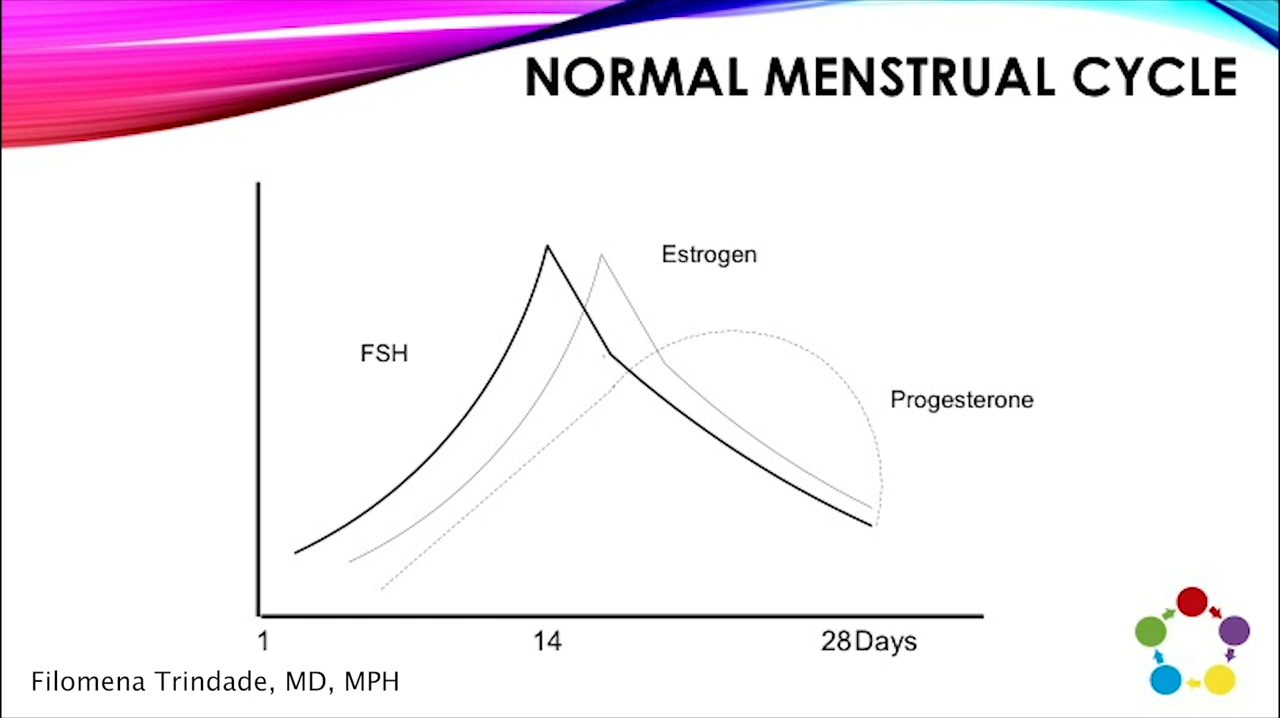 NORMAL MENSTRUAL CYCLE
Estrogen
FSH
Progesterone
1 14 28 Days
Filomena Trindade, MD, MPH